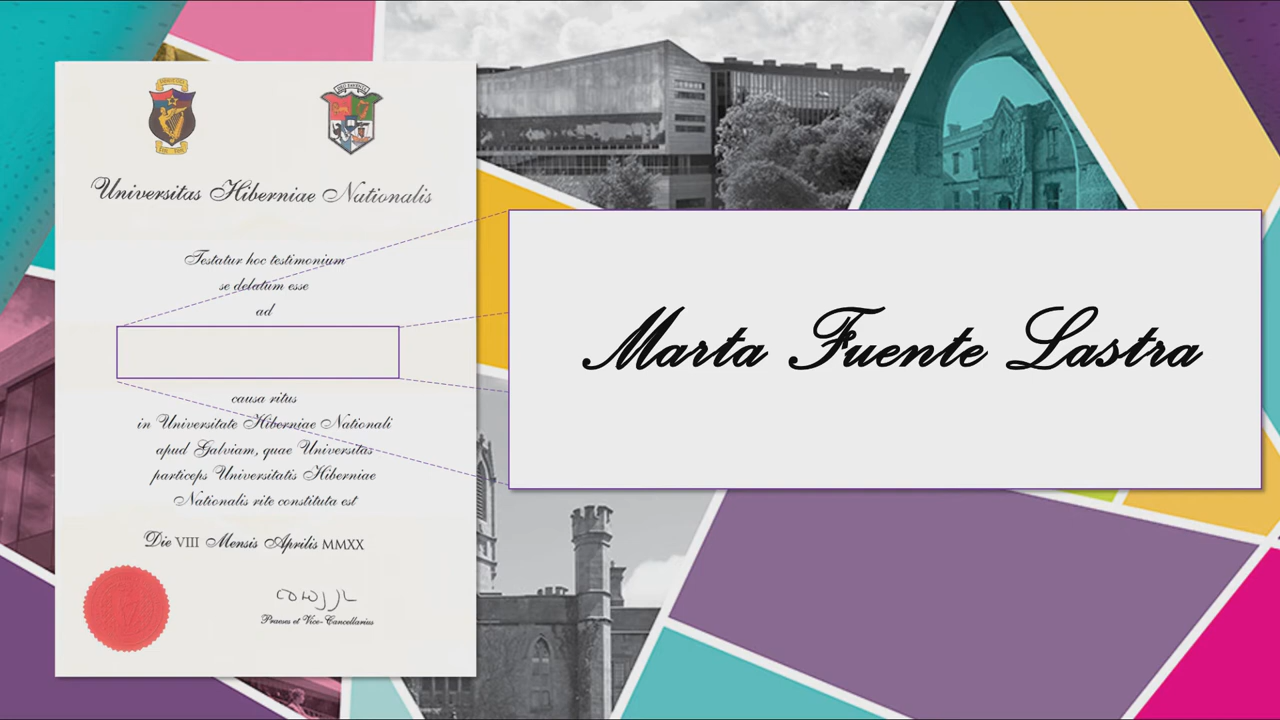 Universitas Hiberniae Nationalis
Testatur hoc testimonium
se delatum esse
ad
Marta Fuente Lastra
causa ritus
in Universitate Hiberniae Nationali
apud Galviam, quae Universitas
particeps Universitatis Hiberniae
Nationalis rite constituta est
Die VIII Mensis Aprilis MMXX
Praeses et Vice-Cancellarius